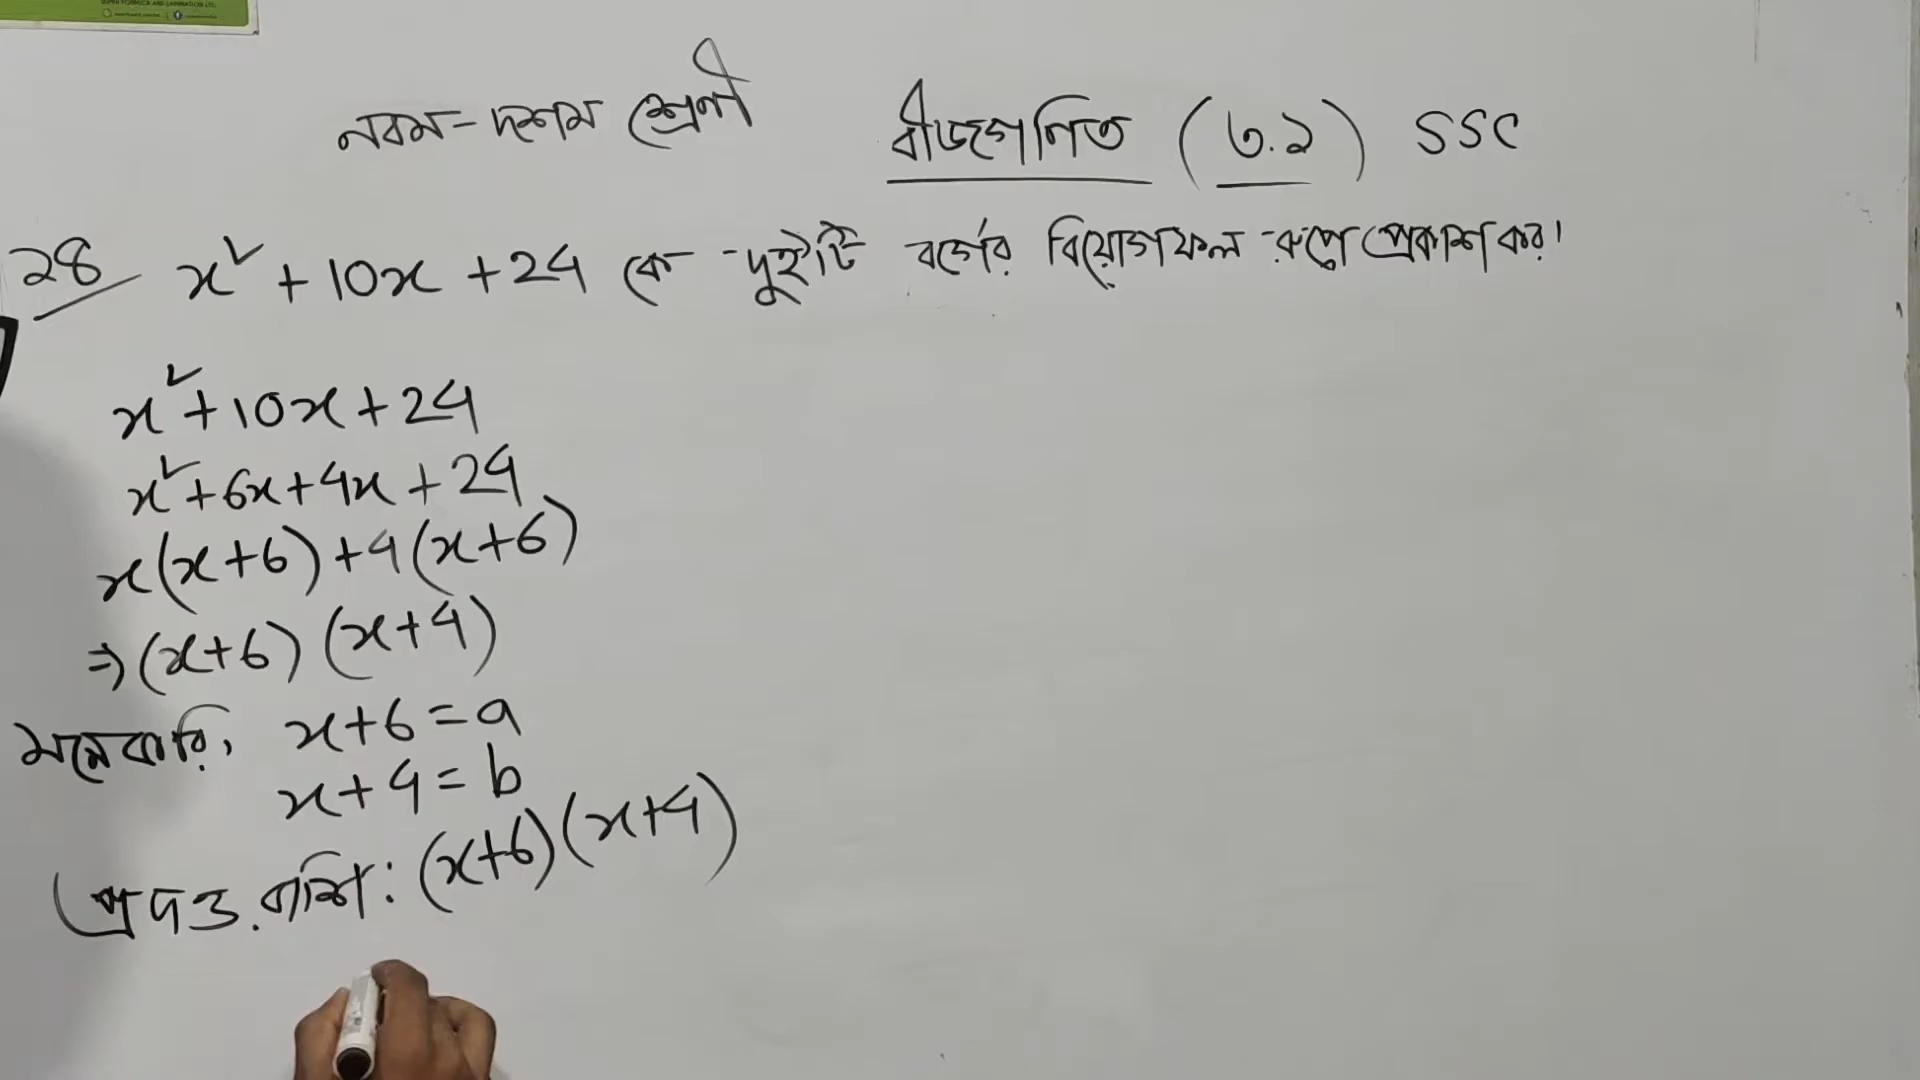 নবম-দশম শ্রেণী বীজগণিত (৩.১) SSC
২৪ x² + 10x + 24 কে দুইটি বর্গের বিয়োগফল রূপে প্রকাশ কর।
x² + 10x + 24
x² + 6x + 4x + 24
x(x+6) + 4(x+6)
⇒ (x+6) (x+4)
মনেকরি, x+6 = a
x+4 = b
প্রদত্ত রাশি: (x+6)(x+4)